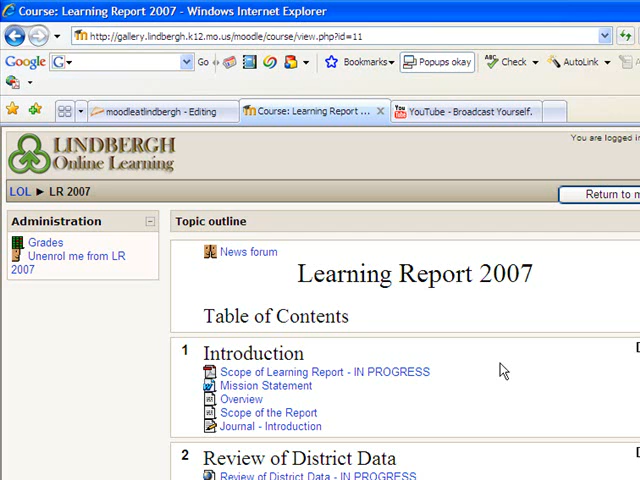 Course: Learning Report 2007 - Windows Internet Explorer
http://gallery.lindbergh.k12.mo.us/moodle/course/view.php?id=11
Google G Go Bookmarks Popups okay Check AutoLink
moodleatlindbergh - Editing Course: Learning Report ... YouTube - Broadcast Yourself.
You are logged in
LINDBERGH
Online Learning
LOL ► LR 2007 Return to m
Administration
Grades
Unenrol me from LR
2007
Topic outline
News forum
Learning Report 2007
Table of Contents
1 Introduction
Scope of Learning Report - IN PROGRESS
Mission Statement
Overview
Scope of the Report
Journal - Introduction
2 Review of District Data
Review of District Data - IN PROGRESS